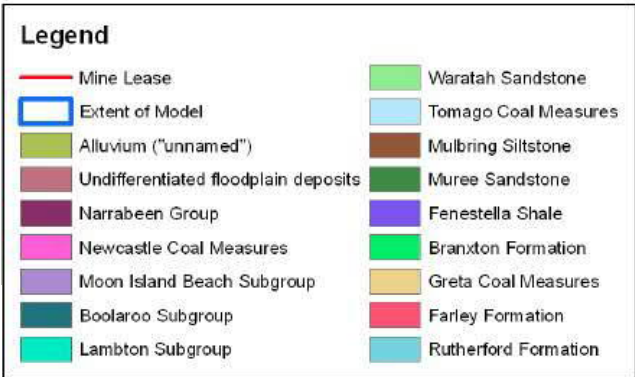 Legend
Mine Lease
Extent of Model
Alluvium ("unnamed")
Undifferentiated floodplain deposits
Narrabeen Group
Newcastle Coal Measures
Moon Island Beach Subgroup
Boolaroo Subgroup
Lambton Subgroup
Waratah Sandstone
Tomago Coal Measures
Mulbring Siltstone
Muree Sandstone
Fenestella Shale
Branxton Formation
Greta Coal Measures
Farley Formation
Rutherford Formation